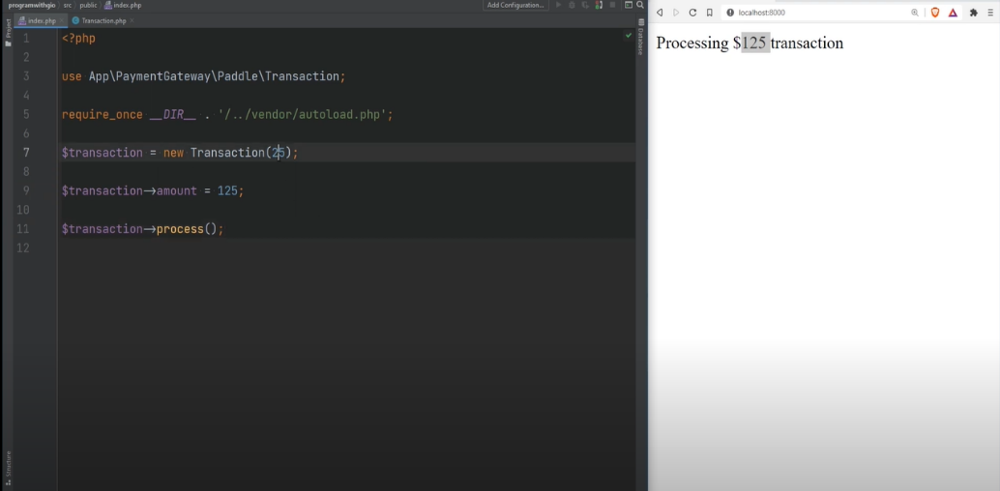 programwithgio src public index.php Add Configuration...
index.php Transaction.php
Project
Database
Structure
1 <?php
2
3 use App\PaymentGateway\Paddle\Transaction;
4
5 require_once __DIR__ . '/../vendor/autoload.php';
6
7 $transaction = new Transaction(25);
8
9 $transaction->amount = 125;
10
11 $transaction->process();
12
localhost:8000
Processing $125 transaction